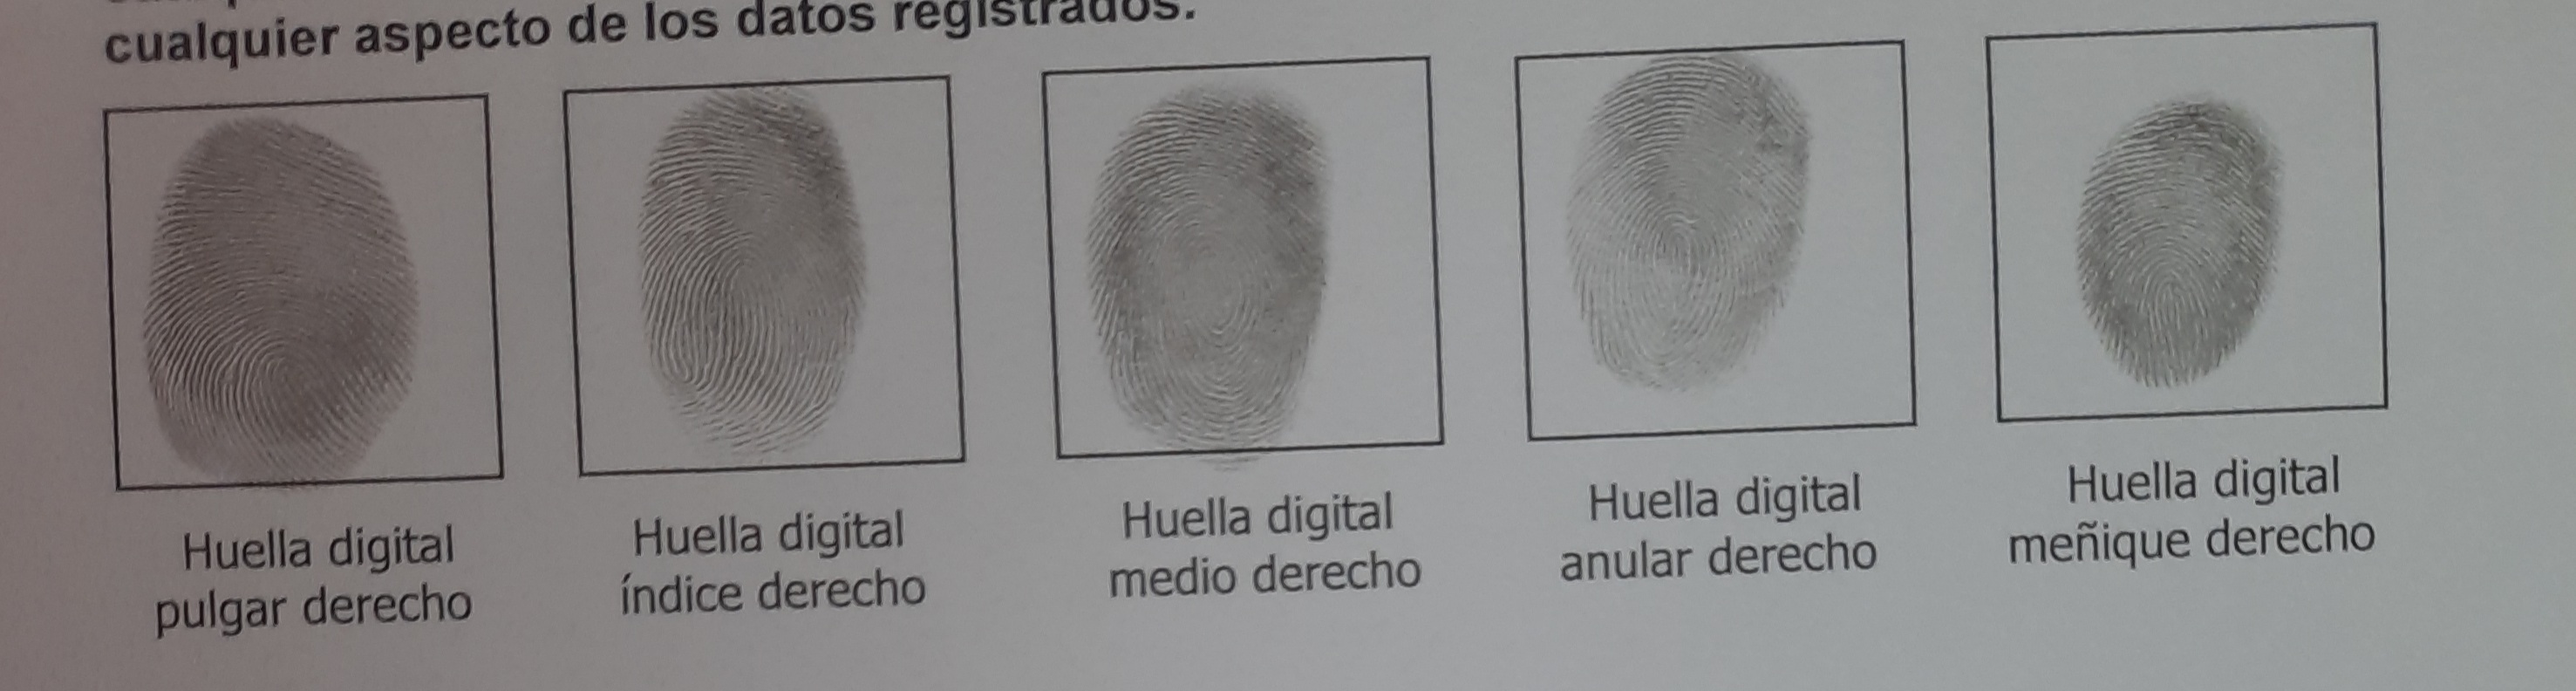 cualquier aspecto de los datos registrados.
Huella digital
pulgar derecho
Huella digital
índice derecho
Huella digital
medio derecho
Huella digital
anular derecho
Huella digital
meñique derecho